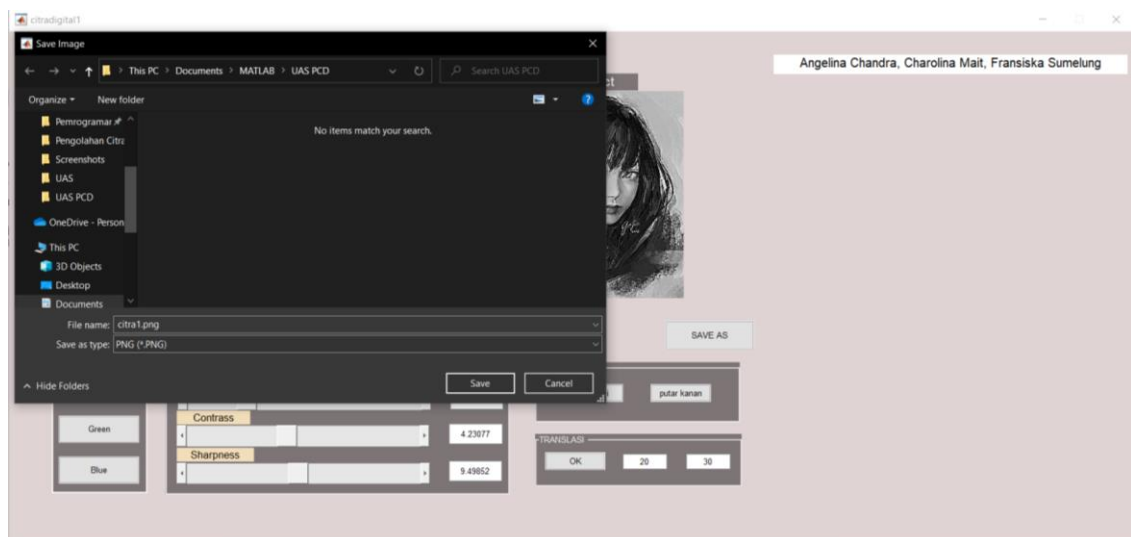 citradigital1
Save Image
This PC > Documents > MATLAB > UAS PCD
Search UAS PCD
Angelina Chandra, Charolina Mait, Fransiska Sumelung
Organize
New folder
No items match your search.
Pemrogramar
Pengolahan Citra
Screenshots
UAS
UAS PCD
OneDrive - Person
This PC
3D Objects
Desktop
Documents
File name: citra1.png
Save as type: PNG (*.PNG)
SAVE AS
Hide Folders
Save
Cancel
putar kanan
Green
Contrass
4.23077
TRANSLASI
OK
20
30
Blue
Sharpness
9.49852